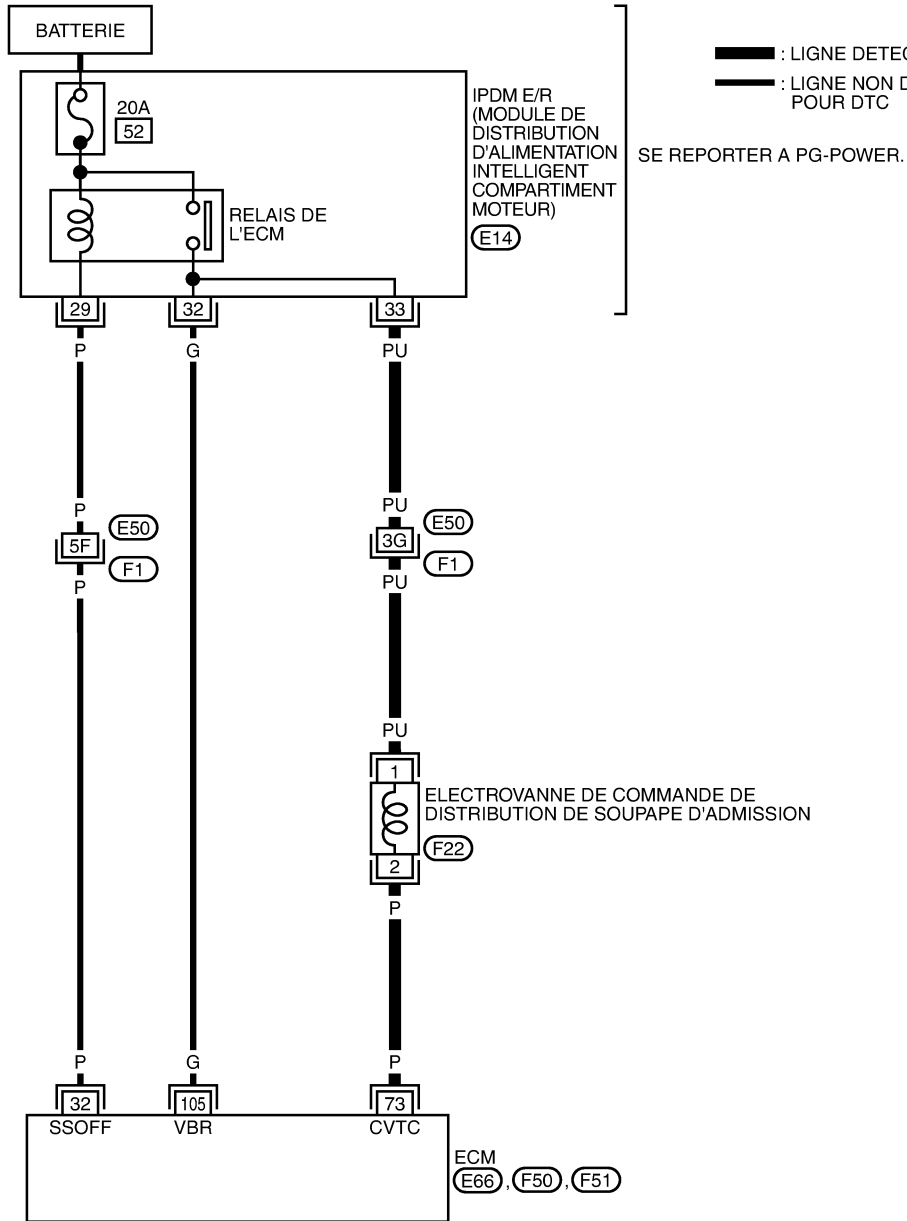 BATTERIE
20A
52
RELAIS DE
L'ECM
IPDM E/R
(MODULE DE
DISTRIBUTION
D'ALIMENTATION
INTELLIGENT
COMPARTIMENT
MOTEUR)
E14
: LIGNE DETEC
: LIGNE NON D
POUR DTC
SE REPORTER A PG-POWER.
29
32
33
P
G
PU
P
PU
5F
E50
F1
3G
E50
F1
P
PU
PU
1
ELECTROVANNE DE COMMANDE DE
DISTRIBUTION DE SOUPAPE D'ADMISSION
F22
2
P
P
G
P
32
105
73
SSOFF
VBR
CVTC
ECM
E66 , F50 , F51